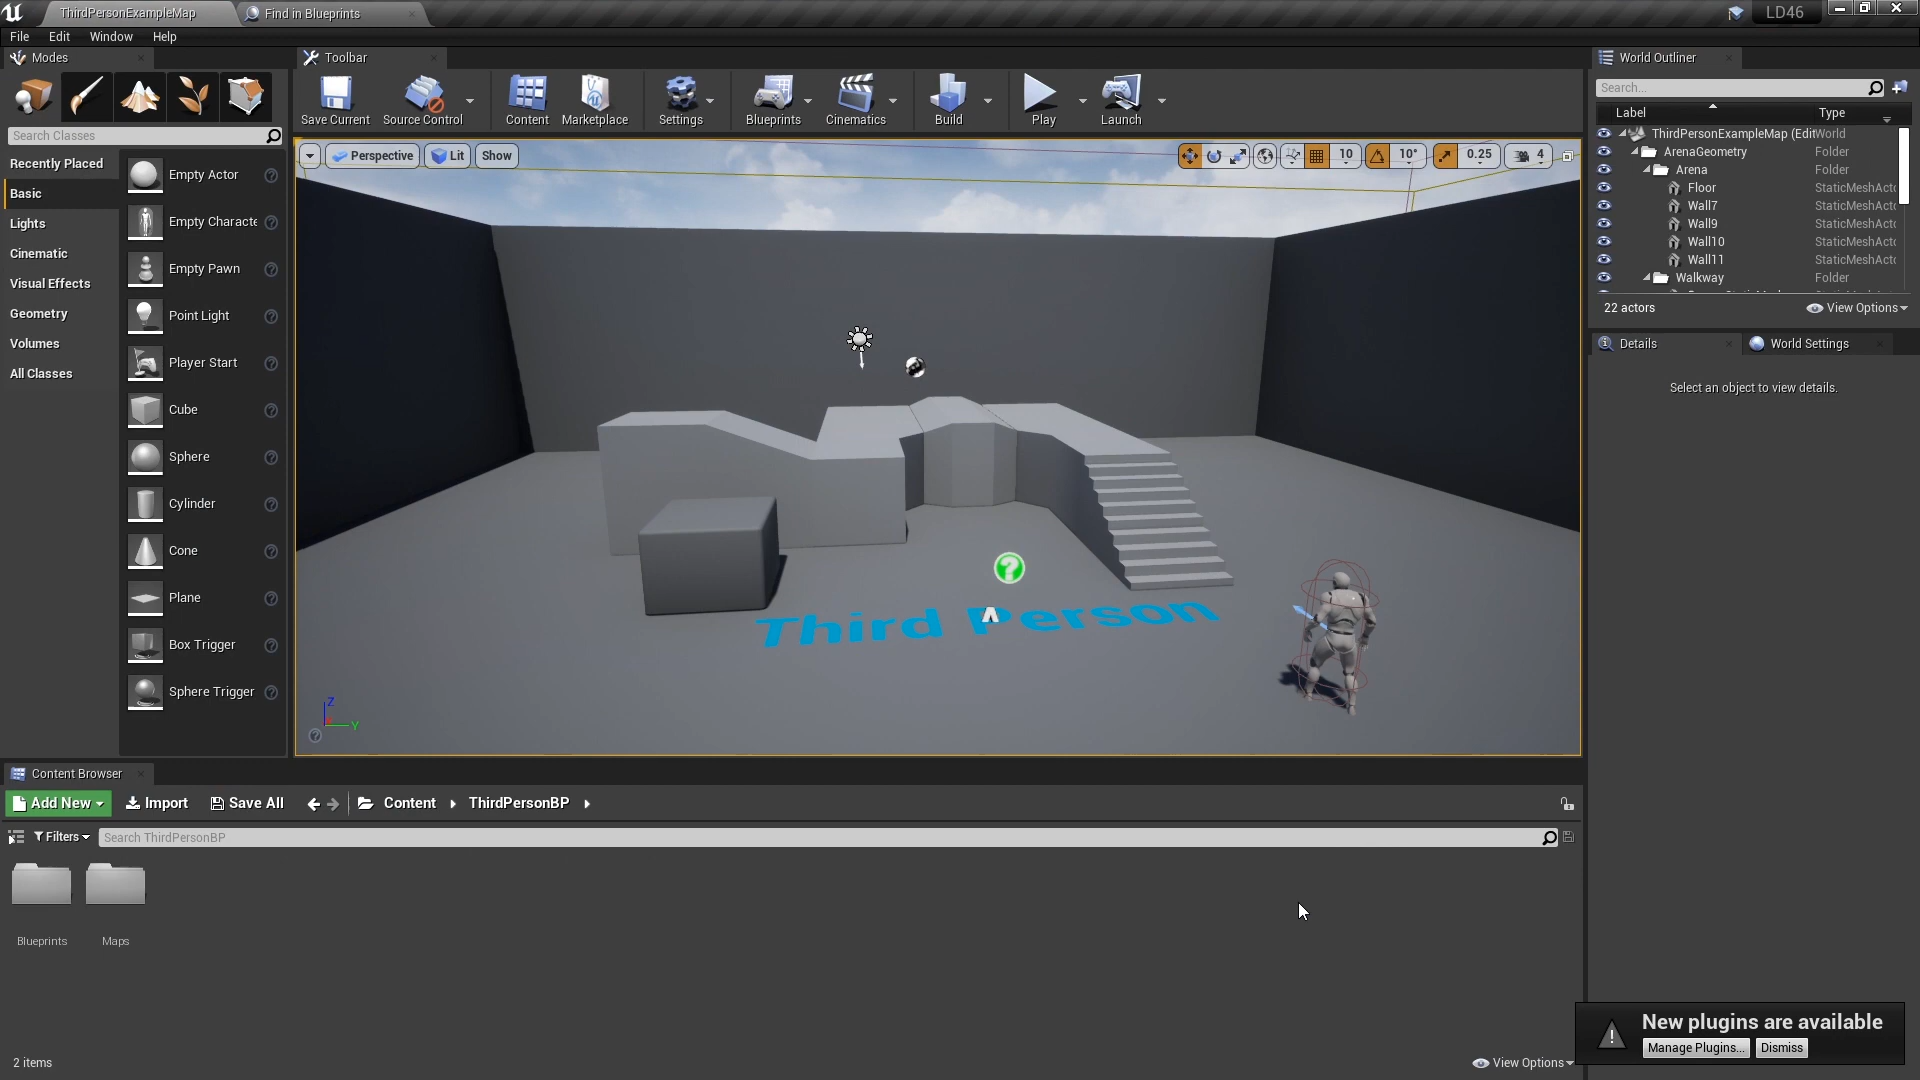 ThirdPersonExampleMap
Find in Blueprints
LD46
File Edit Window Help
Modes
Toolbar
World Outliner
Save Current
Source Control
Content
Marketplace
Settings
Blueprints
Cinematics
Build
Play
Launch
Search Classes
Search...
Label Type
Recently Placed
Basic
Lights
Cinematic
Visual Effects
Geometry
Volumes
All Classes
Empty Actor
Empty Characte
Empty Pawn
Point Light
Player Start
Cube
Sphere
Cylinder
Cone
Plane
Box Trigger
Sphere Trigger
Perspective
Lit
Show
10
10°
0.25
4
Third Person
Z
Y
ThirdPersonExampleMap (Edit World
ArenaGeometry Folder
Arena Folder
Floor StaticMeshActo
Wall7 StaticMeshActo
Wall9 StaticMeshActo
Wall10 StaticMeshActo
Wall11 StaticMeshActo
Walkway Folder
22 actors
View Options
Details
World Settings
Select an object to view details.
Content Browser
Add New
Import
Save All
Content
ThirdPersonBP
Filters
Search ThirdPersonBP
Blueprints
Maps
2 items
View Options
New plugins are available
Manage Plugins...
Dismiss